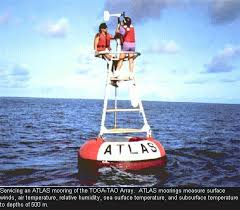 ATLAS
ATLAS
Servicing an ATLAS mooring of the TOGA-TAO Array. ATLAS moorings measure surface
winds, air temperature, relative humidity, sea surface temperature, and subsurface temperature
to depths of 500 m.